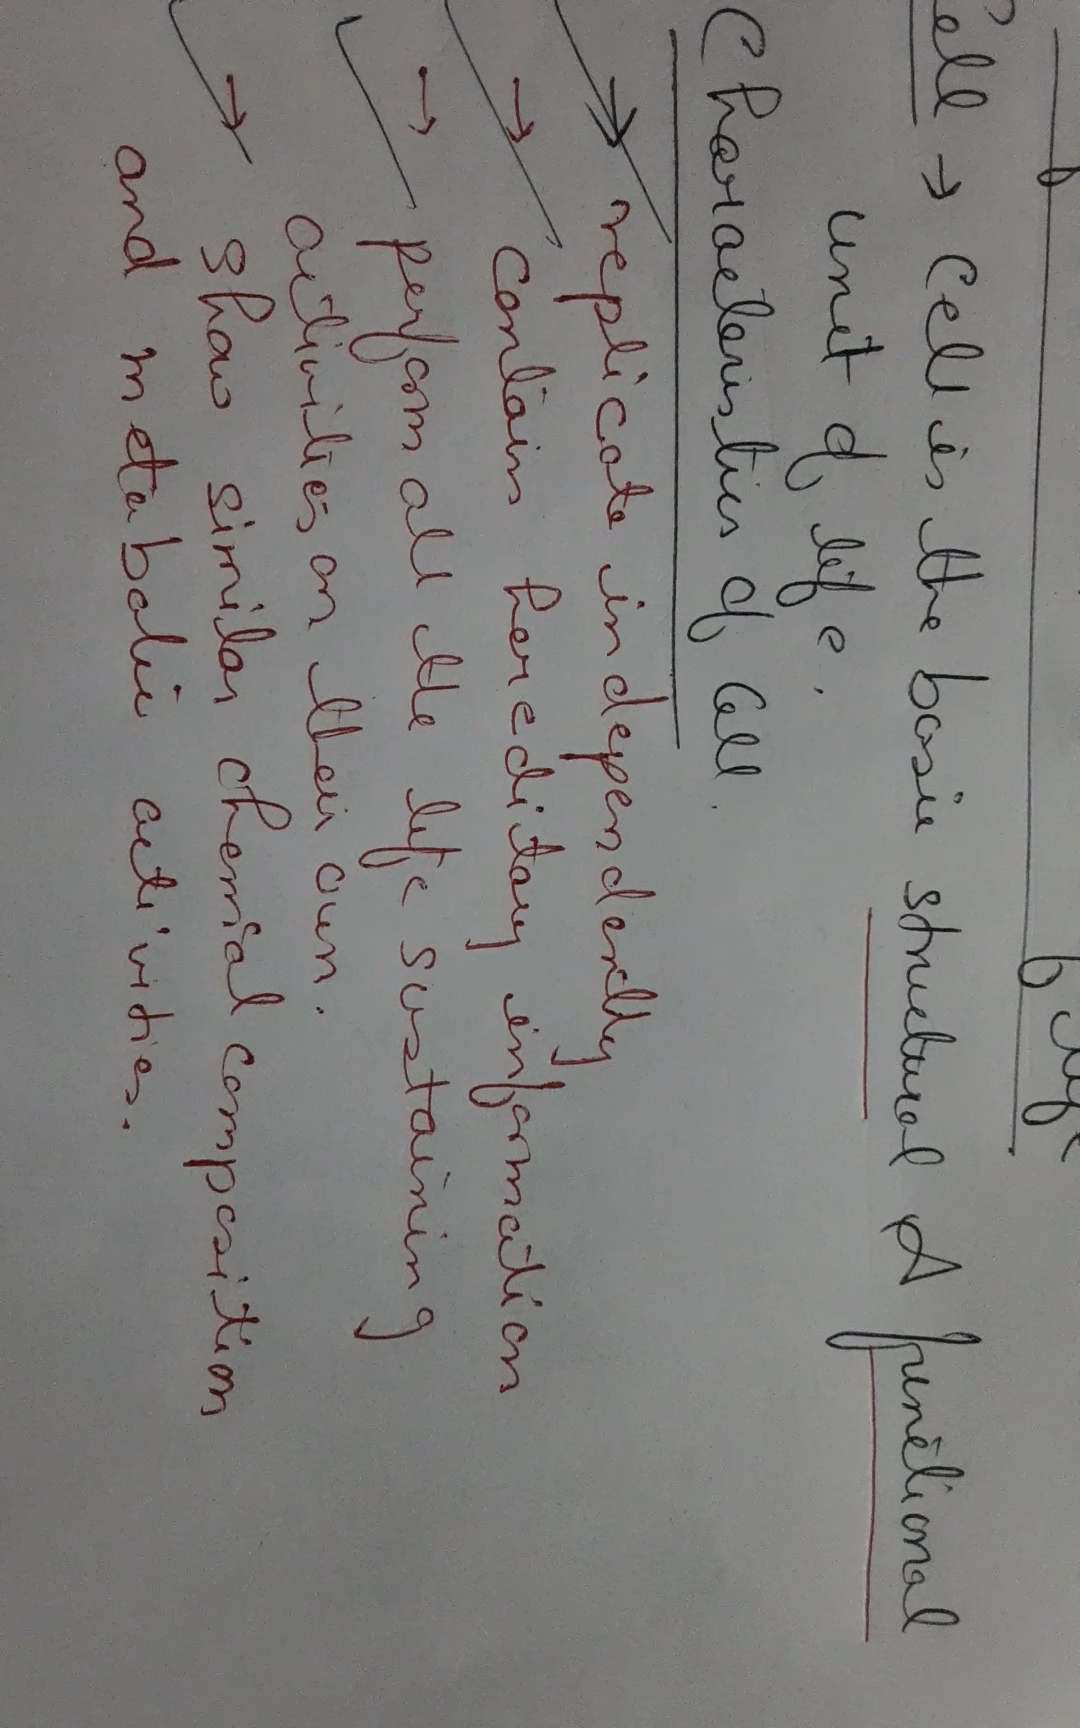 Cell → Cell is the basic structural & functional
unit of life.
Characteristics of Cell.
→ replicate independently
→ contain hereditary information
→ perform all the life sustaining
activities on their own.
→ show similar chemical composition
and metabolic activities.